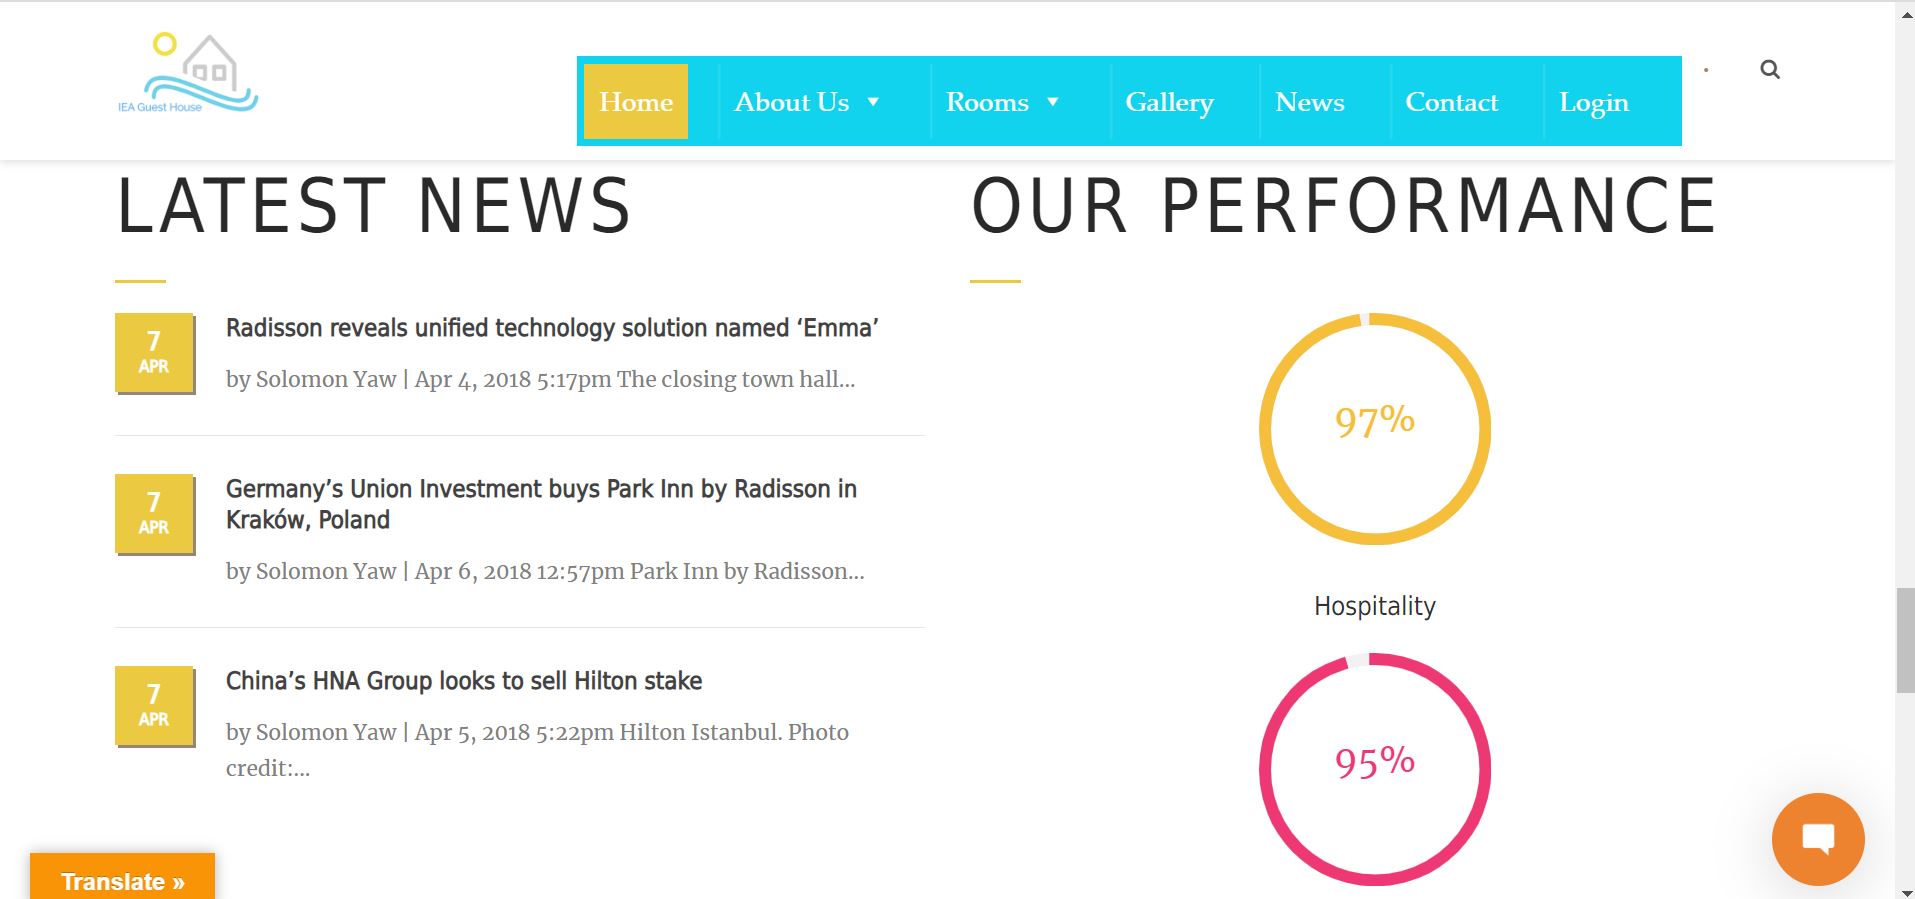 IEA Guest House
Home
About Us
Rooms
Gallery
News
Contact
Login
LATEST NEWS
7
APR
Radisson reveals unified technology solution named ‘Emma’
by Solomon Yaw | Apr 4, 2018 5:17pm The closing town hall...
7
APR
Germany’s Union Investment buys Park Inn by Radisson in
Kraków, Poland
by Solomon Yaw | Apr 6, 2018 12:57pm Park Inn by Radisson...
7
APR
China’s HNA Group looks to sell Hilton stake
by Solomon Yaw | Apr 5, 2018 5:22pm Hilton Istanbul. Photo
credit:...
OUR PERFORMANCE
97%
Hospitality
95%
Translate »